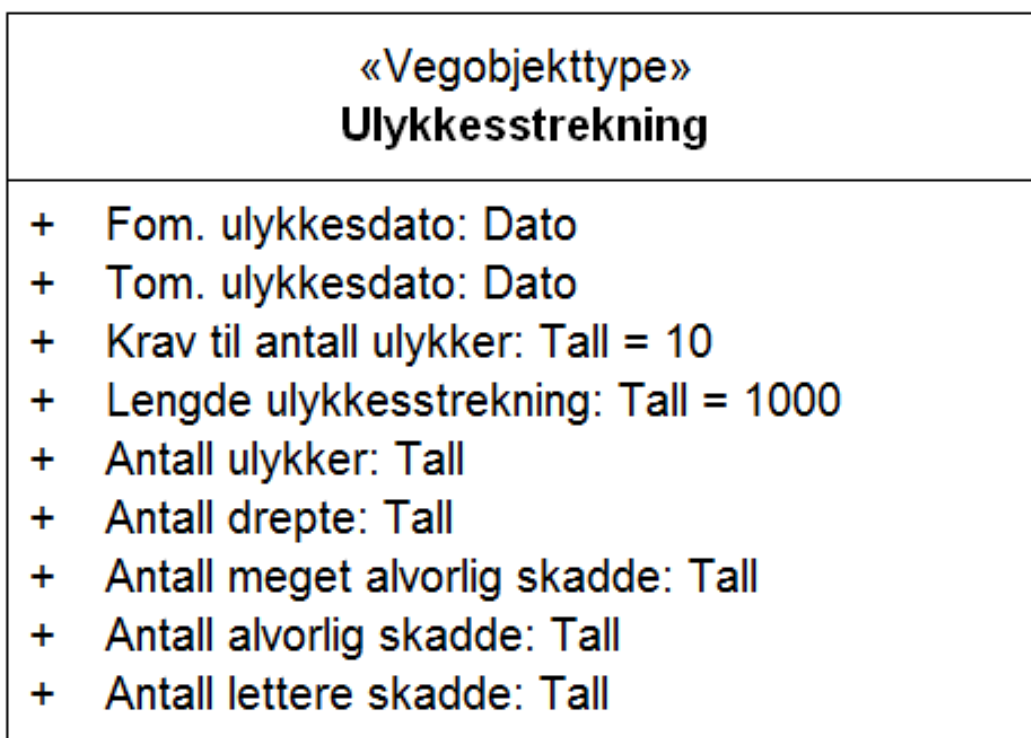 «Vegobjekttype»
Ulykkesstrekning
+ Fom. ulykkesdato: Dato
+ Tom. ulykkesdato: Dato
+ Krav til antall ulykker: Tall = 10
+ Lengde ulykkesstrekning: Tall = 1000
+ Antall ulykker: Tall
+ Antall drepte: Tall
+ Antall meget alvorlig skadde: Tall
+ Antall alvorlig skadde: Tall
+ Antall lettere skadde: Tall